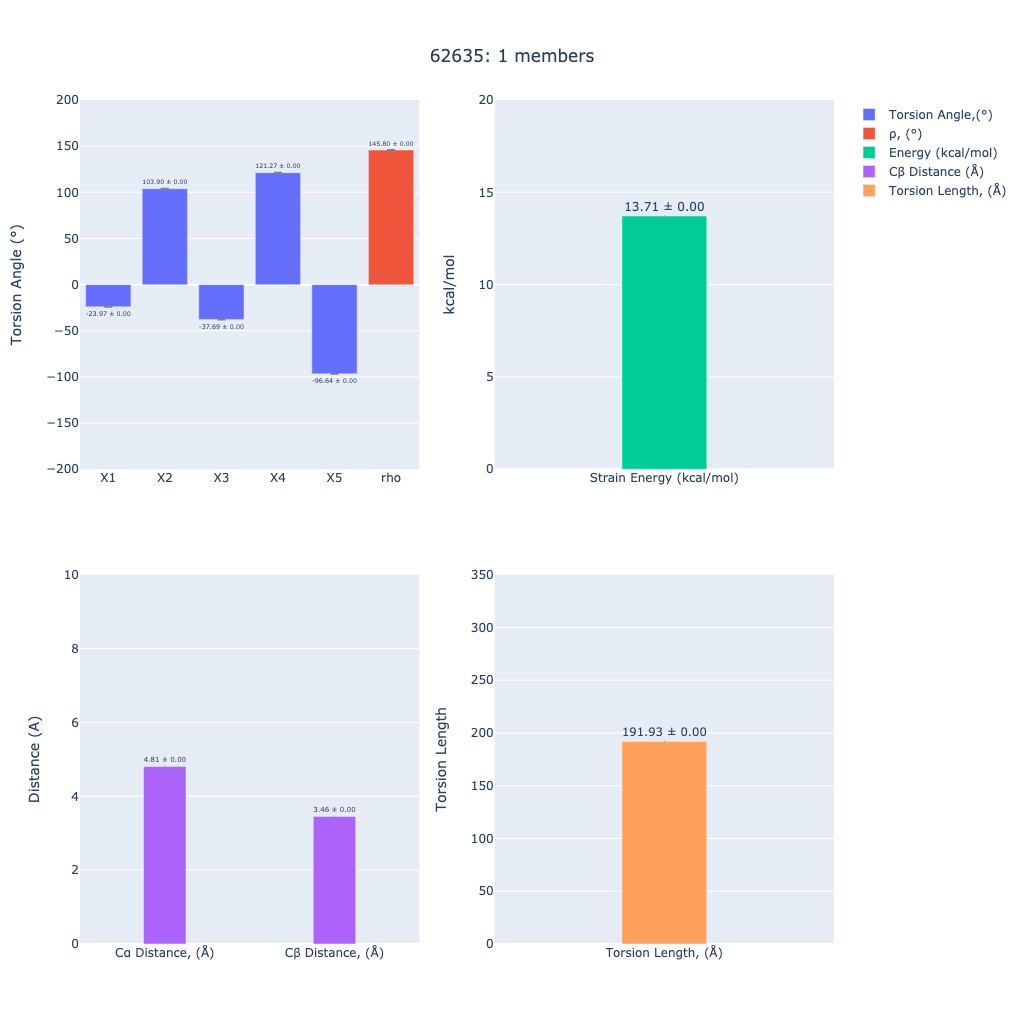 62635: 1 members
Torsion Angle (°)
200
150
100
50
0
−50
−100
−150
−200
-23.97 ± 0.00
103.90 ± 0.00
-37.69 ± 0.00
121.27 ± 0.00
-96.64 ± 0.00
145.80 ± 0.00
X1 X2 X3 X4 X5 rho
kcal/mol
20
15
10
5
0
13.71 ± 0.00
Strain Energy (kcal/mol)
Torsion Angle,(°)
ρ, (°)
Energy (kcal/mol)
Cβ Distance (Å)
Torsion Length, (Å)
Distance (A)
10
8
6
4
2
0
4.81 ± 0.00
3.46 ± 0.00
Cα Distance, (Å) Cβ Distance, (Å)
Torsion Length
350
300
250
200
150
100
50
0
191.93 ± 0.00
Torsion Length, (Å)